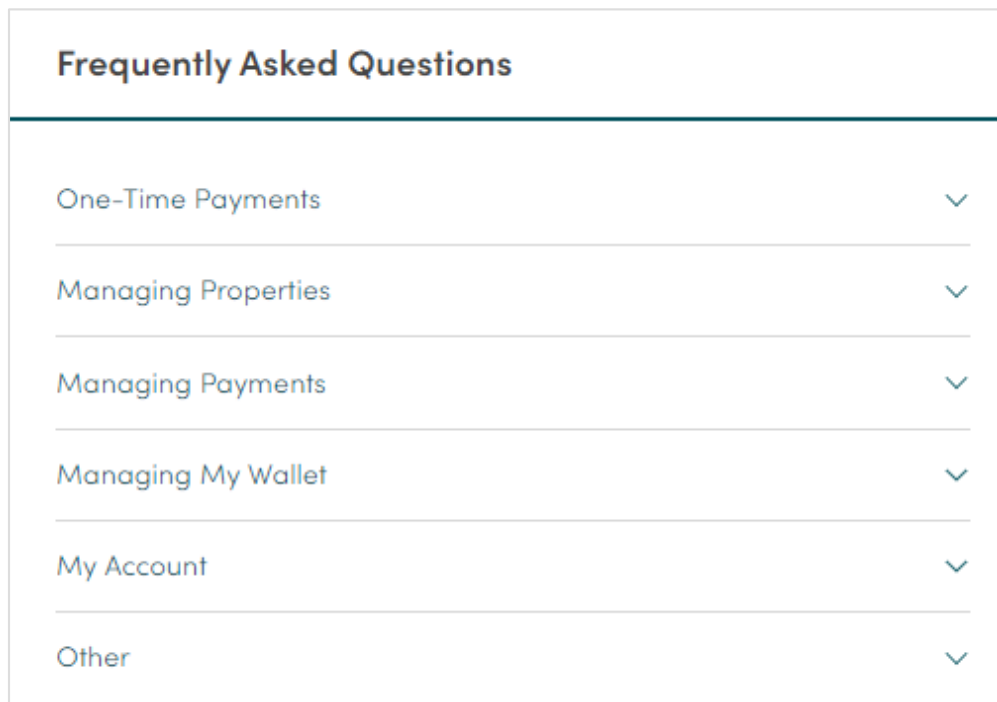 Frequently Asked Questions
One-Time Payments
Managing Properties
Managing Payments
Managing My Wallet
My Account
Other